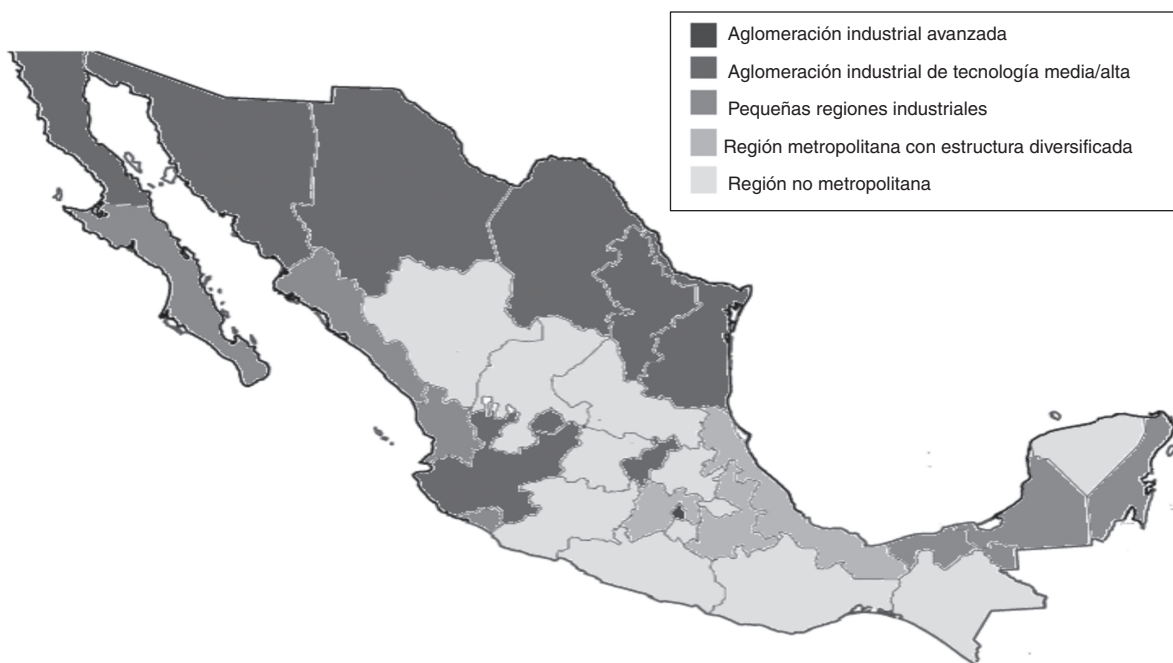 Aglomeración industrial avanzada
Aglomeración industrial de tecnología media/alta
Pequeñas regiones industriales
Región metropolitana con estructura diversificada
Región no metropolitana